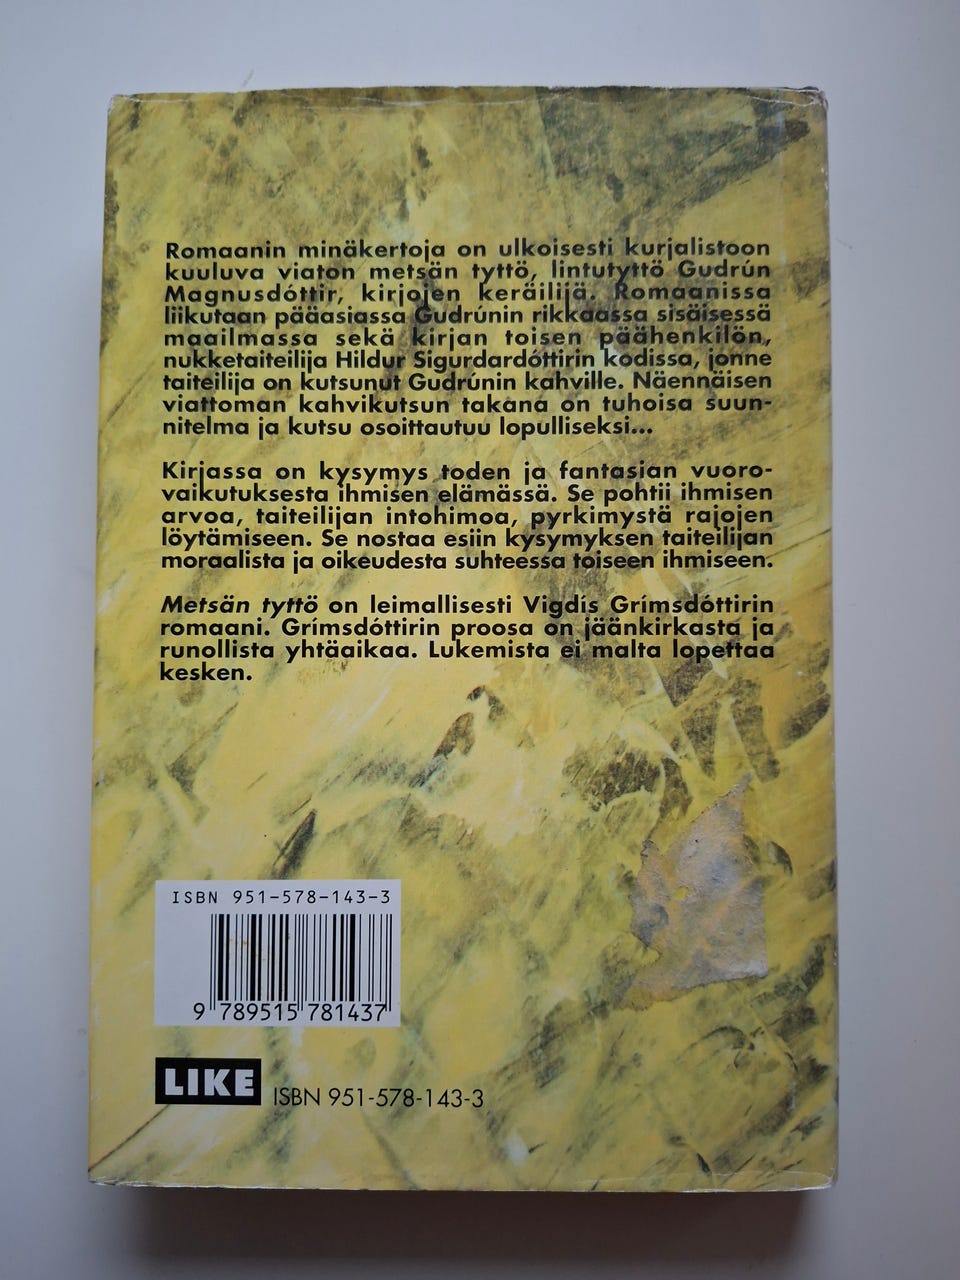 Romaanin minäkertoja on ulkoisesti kurjalistoon
kuuluva viaton metsän tyttö, lintutyttö Gudrún
Magnusdóttir, kirjojen keräilijä. Romaanissa
liikutaan pääasiassa Gudrúnin rikkaassa sisäisessä
maailmassa sekä kirjan toisen päähenkilön,
nukketaiteilija Hildur Sigurdardóttirin kodissa, jonne
taiteilija on kutsunut Gudrúnin kahville. Näennäisen
viattoman kahvikutsun takana on tuhoisa suun-
nitelma ja kutsu osoittautuu lopulliseksi...
Kirjassa on kysymys toden ja fantasian vuoro-
vaikutuksesta ihmisen elämässä. Se pohtii ihmisen
arvoa, taiteilijan intohimoa, pyrkimystä rajojen
löytämiseen. Se nostaa esiin kysymyksen taiteilijan
moraalista ja oikeudesta suhteessa toiseen ihmiseen.
Metsän tyttö on leimallisesti Vigdís Grímsdóttirin
romaani. Grímsdóttirin proosa on jäänkirkasta ja
runollista yhtäaikaa. Lukemista ei malta lopettaa
kesken.
ISBN 951-578-143-3
9 789515 781437
LIKE ISBN 951-578-143-3